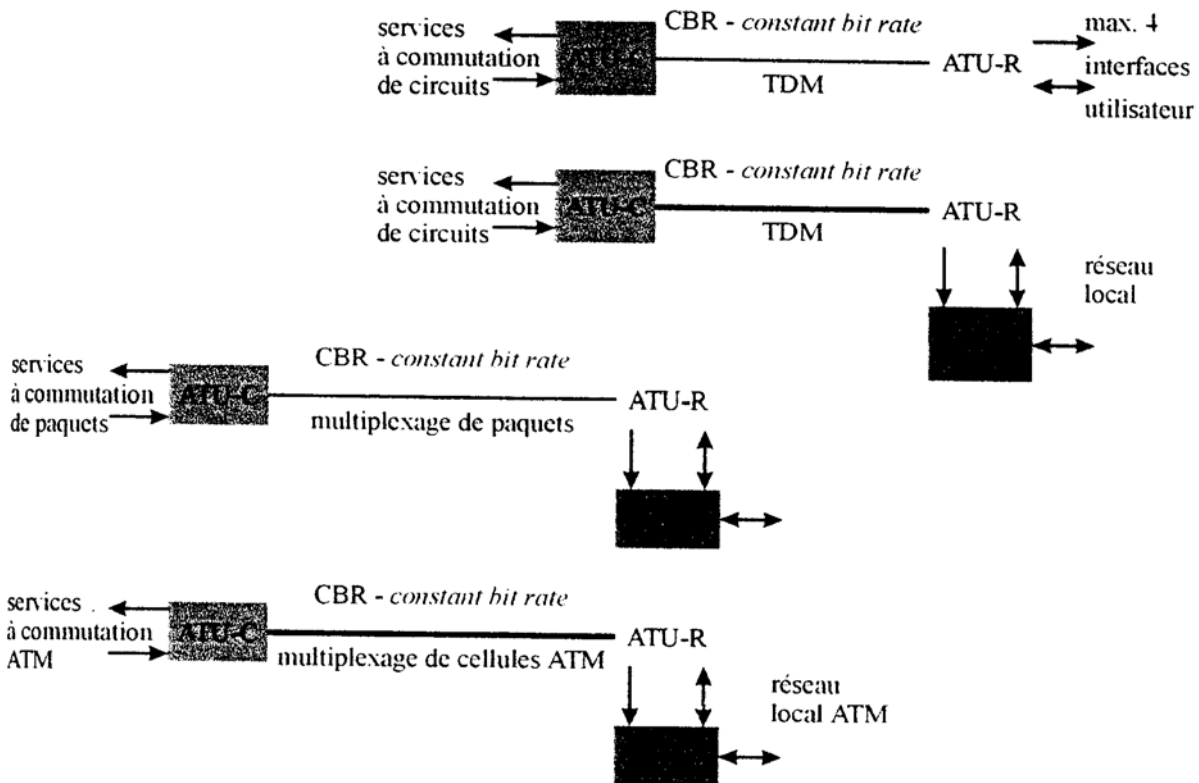 services
à commutation
de circuits
ATU-C
CBR - constant bit rate
TDM
ATU-R
max. 4
interfaces
utilisateur
services
à commutation
de circuits
ATU-C
CBR - constant bit rate
TDM
ATU-R
réseau
local
services
à commutation
de paquets
ATU-C
CBR - constant bit rate
multiplexage de paquets
ATU-R
services
à commutation
ATM
ATU-C
CBR - constant bit rate
multiplexage de cellules ATM
ATU-R
réseau
local ATM